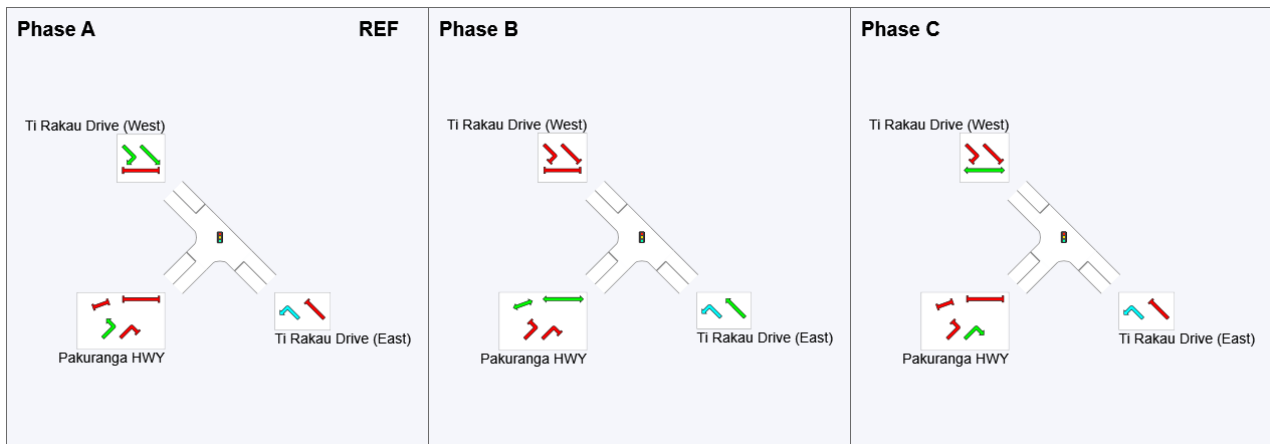 Phase A REF
Ti Rakau Drive (West)
Pakuranga HWY
Ti Rakau Drive (East)
Phase B
Ti Rakau Drive (West)
Pakuranga HWY
Ti Rakau Drive (East)
Phase C
Ti Rakau Drive (West)
Pakuranga HWY
Ti Rakau Drive (East)